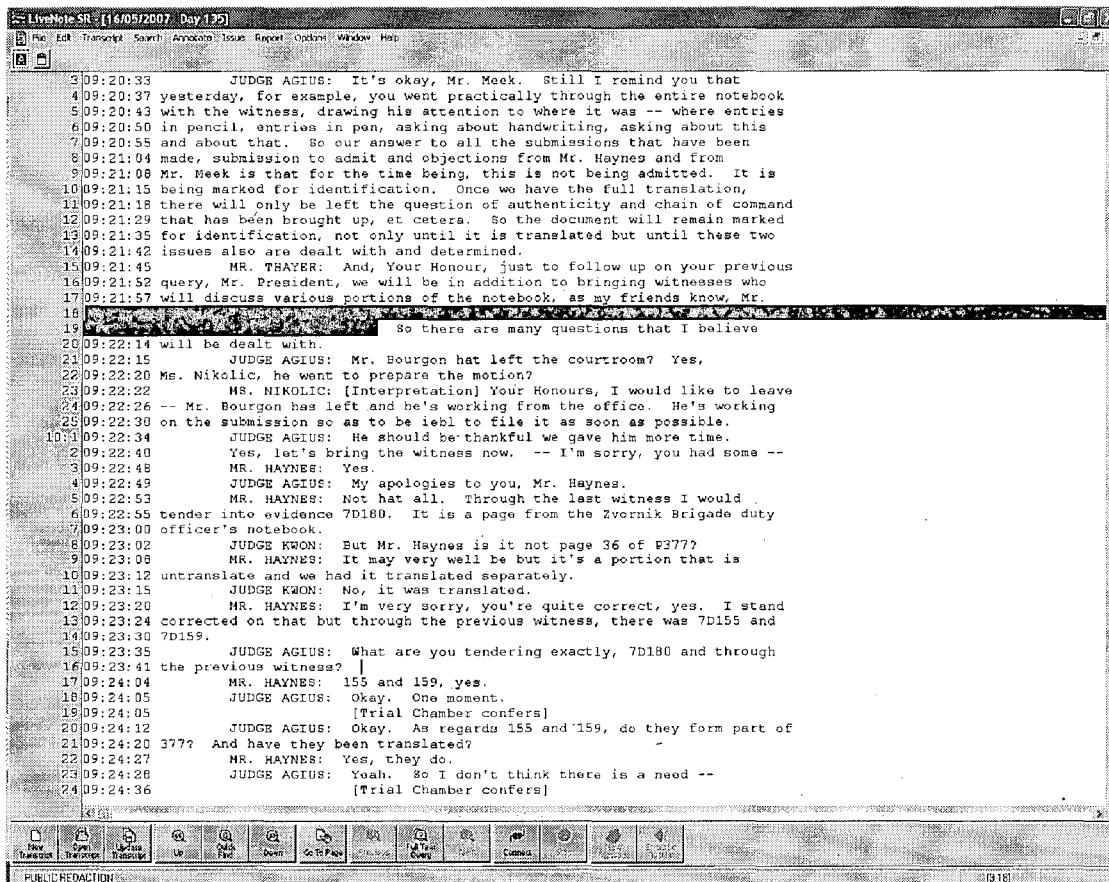 LiveNote SR - [16/05/2007 Day 135]
File Edit Transcript Search Annotate Issue Report Options Window Help
3 09:20:33 JUDGE AGIUS: It's okay, Mr. Meek. Still I remind you that
4 09:20:37 yesterday, for example, you went practically through the entire notebook
5 09:20:43 with the witness, drawing his attention to where it was -- where entries
6 09:20:50 in pencil, entries in pen, asking about handwriting, asking about this
7 09:20:55 and about that. So our answer to all the submissions that have been
8 09:21:04 made, submission to admit and objections from Mr. Haynes and from
9 09:21:08 Mr. Meek is that for the time being, this is not being admitted. It is
10 09:21:15 being marked for identification. Once we have the full translation,
11 09:21:18 there will only be left the question of authenticity and chain of command
12 09:21:29 that has been brought up, et cetera. So the document will remain marked
13 09:21:35 for identification, not only until it is translated but until these two
14 09:21:42 issues also are dealt with and determined.
15 09:21:45 MR. THAYER: And, Your Honour, just to follow up on your previous
16 09:21:52 query, Mr. President, we will be in addition to bringing witnesses who
17 09:21:57 will discuss various portions of the notebook, as my friends know, Mr.
18
19 So there are many questions that I believe
20 09:22:14 will be dealt with.
21 09:22:15 JUDGE AGIUS: Mr. Bourgon hat left the courtroom? Yes,
22 09:22:20 Ms. Nikolic, he went to prepare the motion?
23 09:22:22 MS. NIKOLIC: [Interpretation] Your Honours, I would like to leave
24 09:22:26 -- Mr. Bourgon has left and he's working from the office. He's working
25 09:22:30 on the submission so as to be iebl to file it as soon as possible.
10:1 09:22:34 JUDGE AGIUS: He should be thankful we gave him more time.
2 09:22:40 Yes, let's bring the witness now. -- I'm sorry, you had some --
3 09:22:48 MR. HAYNES: Yes.
4 09:22:49 JUDGE AGIUS: My apologies to you, Mr. Haynes.
5 09:22:53 MR. HAYNES: Not hat all. Through the last witness I would
6 09:22:55 tender into evidence 7D180. It is a page from the Zvornik Brigade duty
7 09:23:00 officer's notebook.
8 09:23:02 JUDGE KWON: But Mr. Haynes is it not page 36 of P377?
9 09:23:08 MR. HAYNES: It may very well be but it's a portion that is
10 09:23:12 untranslate and we had it translated separately.
11 09:23:15 JUDGE KWON: No, it was translated.
12 09:23:20 MR. HAYNES: I'm very sorry, you're quite correct, yes. I stand
13 09:23:24 corrected on that but through the previous witness, there was 7D155 and
14 09:23:30 7D159.
15 09:23:35 JUDGE AGIUS: What are you tendering exactly, 7D180 and through
16 09:23:41 the previous witness?
17 09:24:04 MR. HAYNES: 155 and 159, yes.
18 09:24:05 JUDGE AGIUS: Okay. One moment.
19 09:24:05 [Trial Chamber confers]
20 09:24:12 JUDGE AGIUS: Okay. As regards 155 and 159, do they form part of
21 09:24:20 377? And have they been translated?
22 09:24:27 MR. HAYNES: Yes, they do.
23 09:24:28 JUDGE AGIUS: Yeah. So I don't think there is a need --
24 09:24:36 [Trial Chamber confers]
New Transcript Open Transcript Update Transcript Up Quick Find Down Go To Page Previous Full Text Query Connect
PUBLIC REDACTION